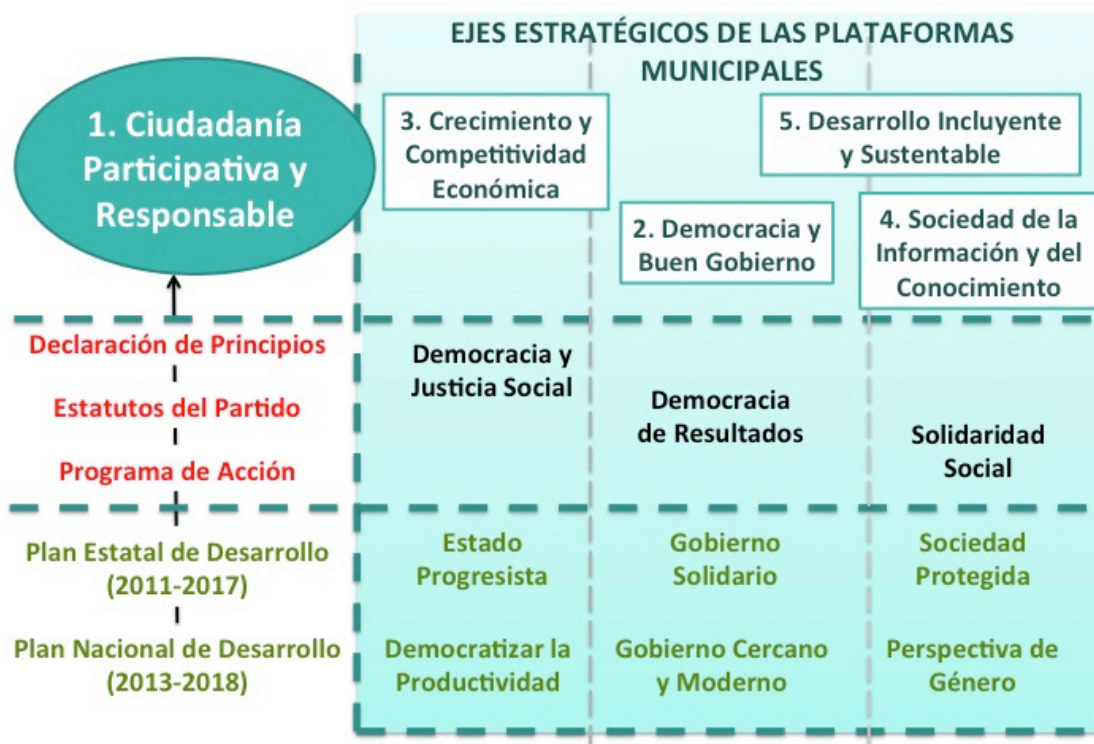 EJES ESTRATÉGICOS DE LAS PLATAFORMAS
MUNICIPALES
1. Ciudadanía
Participativa y
Responsable
3. Crecimiento y
Competitividad
Económica
5. Desarrollo Incluyente
y Sustentable
2. Democracia y
Buen Gobierno
4. Sociedad de la
Información y del
Conocimiento
Declaración de Principios
Estatutos del Partido
Programa de Acción
Democracia y
Justicia Social
Democracia
de Resultados
Solidaridad
Social
Plan Estatal de Desarrollo
(2011-2017)
Estado
Progresista
Gobierno
Solidario
Sociedad
Protegida
Plan Nacional de Desarrollo
(2013-2018)
Democratizar la
Productividad
Gobierno Cercano
y Moderno
Perspectiva de
Género